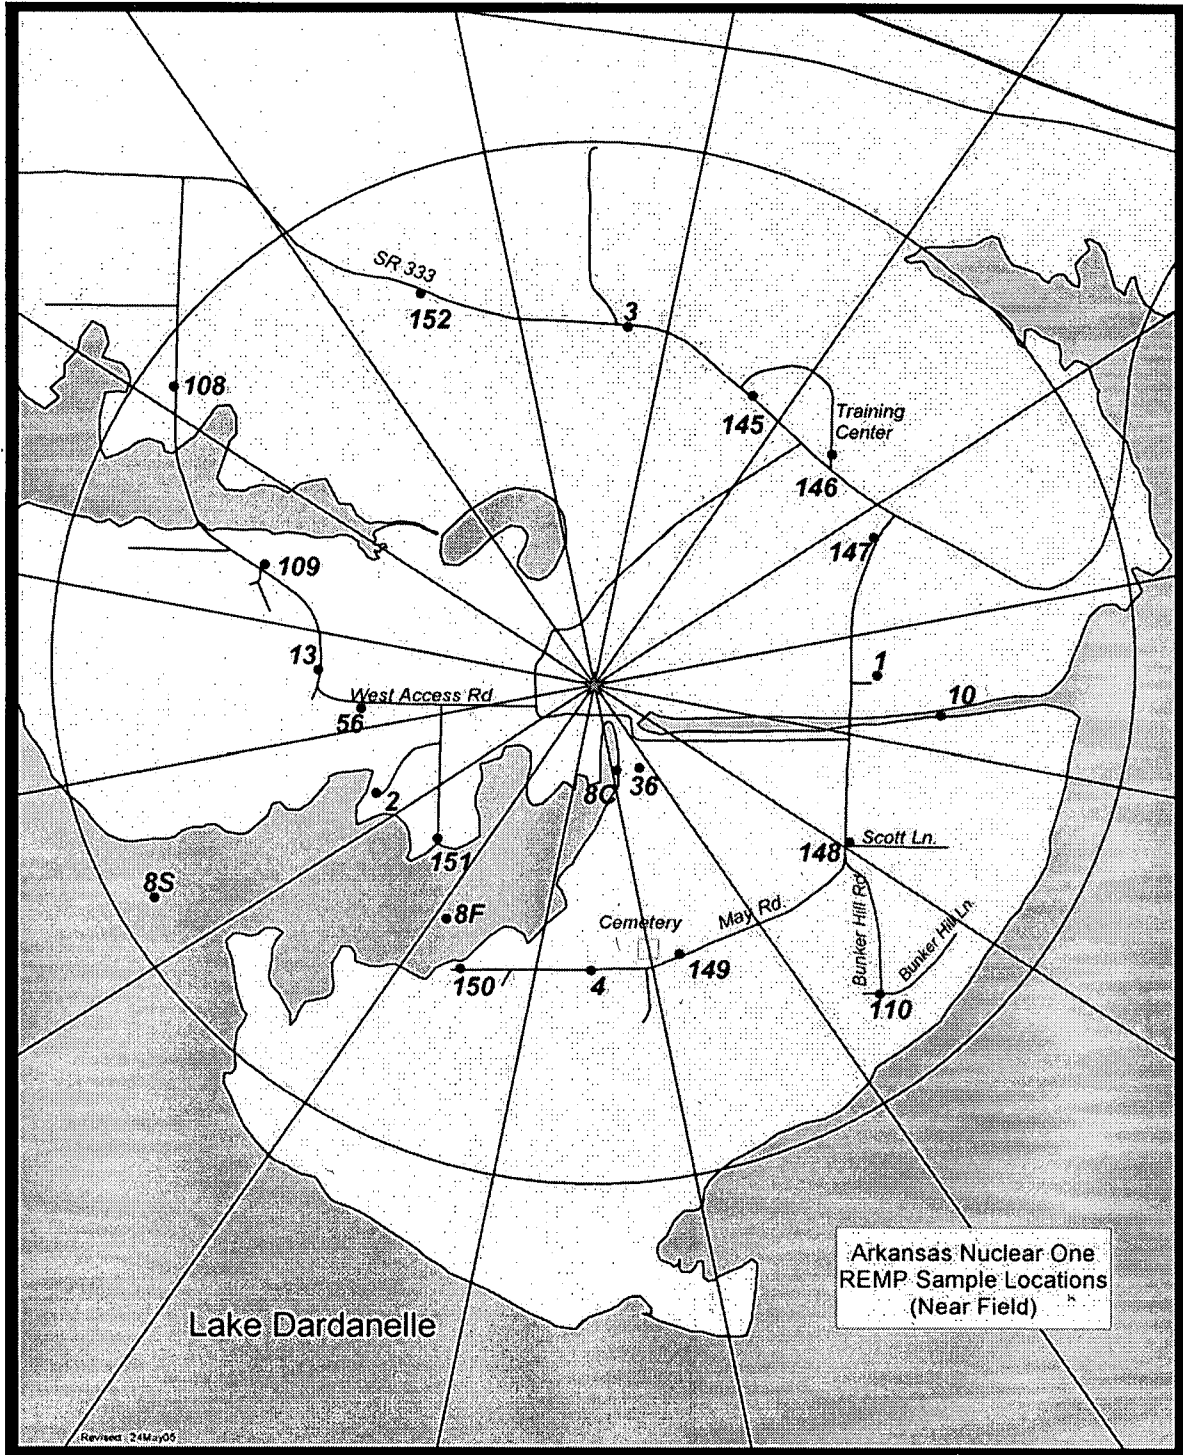 SR 333
152
3
108
145
Training
Center
146
147
109
13
1
West Access Rd
56
10
2
8C
36
151
148
Scott Ln.
8S
8F
Cemetery
May Rd.
Bunker Hill Rd
Bunker Hill Ln.
150
4
149
110
Arkansas Nuclear One
REMP Sample Locations
(Near Field)
Lake Dardanelle
Revised: 24May05